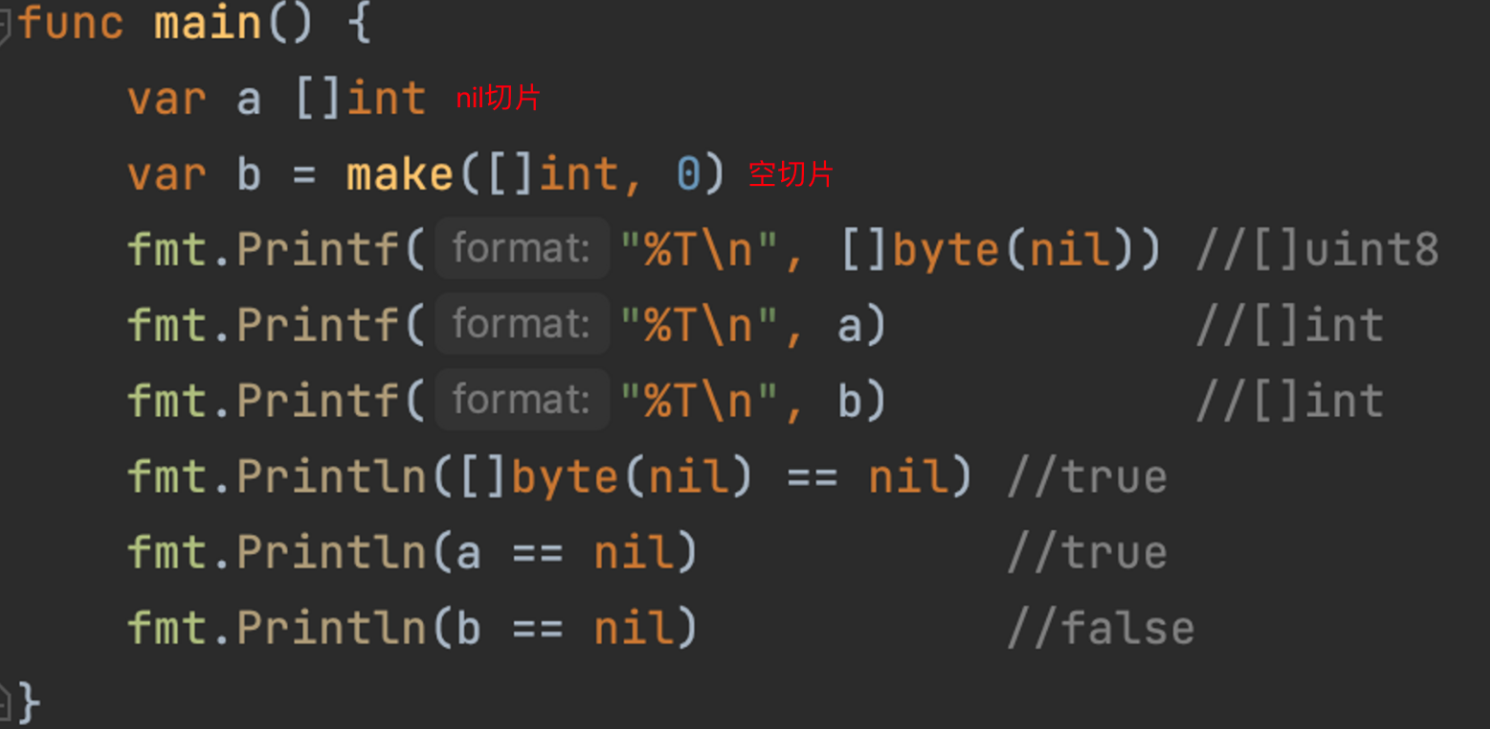 func main() {
var a []int nil切片
var b = make([]int, 0) 空切片
fmt.Printf( format: "%T\n", []byte(nil)) //[]uint8
fmt.Printf( format: "%T\n", a) //[]int
fmt.Printf( format: "%T\n", b) //[]int
fmt.Println([]byte(nil) == nil) //true
fmt.Println(a == nil) //true
fmt.Println(b == nil) //false
}